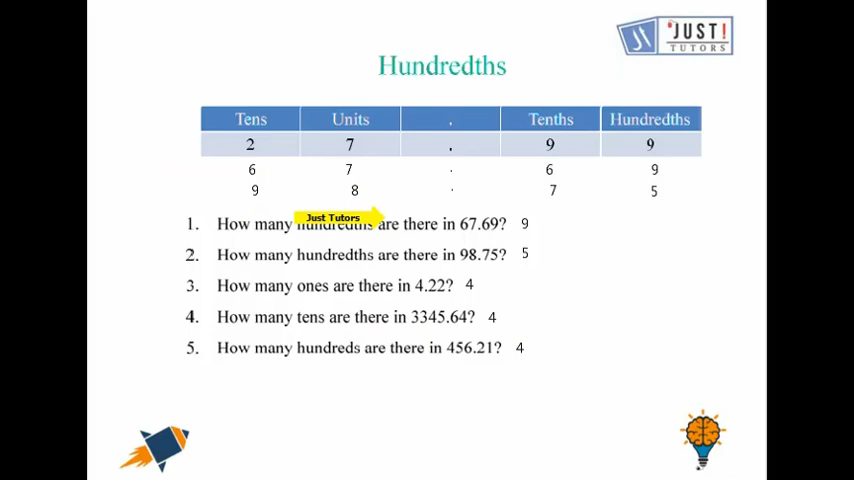 JUST!
TUTORS
Hundredths
Tens Units . Tenths Hundredths
2 7 . 9 9
6 7 . 6 9
9 8 . 7 5
Just Tutors
1. How many hundredths are there in 67.69? 9
2. How many hundredths are there in 98.75? 5
3. How many ones are there in 4.22? 4
4. How many tens are there in 3345.64? 4
5. How many hundreds are there in 456.21? 4